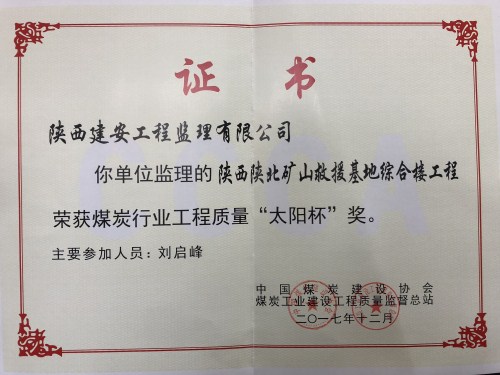 证书
陕西建安工程监理有限公司
你单位监理的陕西陕北矿山救援基地综合楼工程
荣获煤炭行业工程质量“太阳杯”奖。
主要参加人员：刘启峰
中国煤炭建设协会
煤炭工业建设工程质量监督总站
二〇一七年十二月